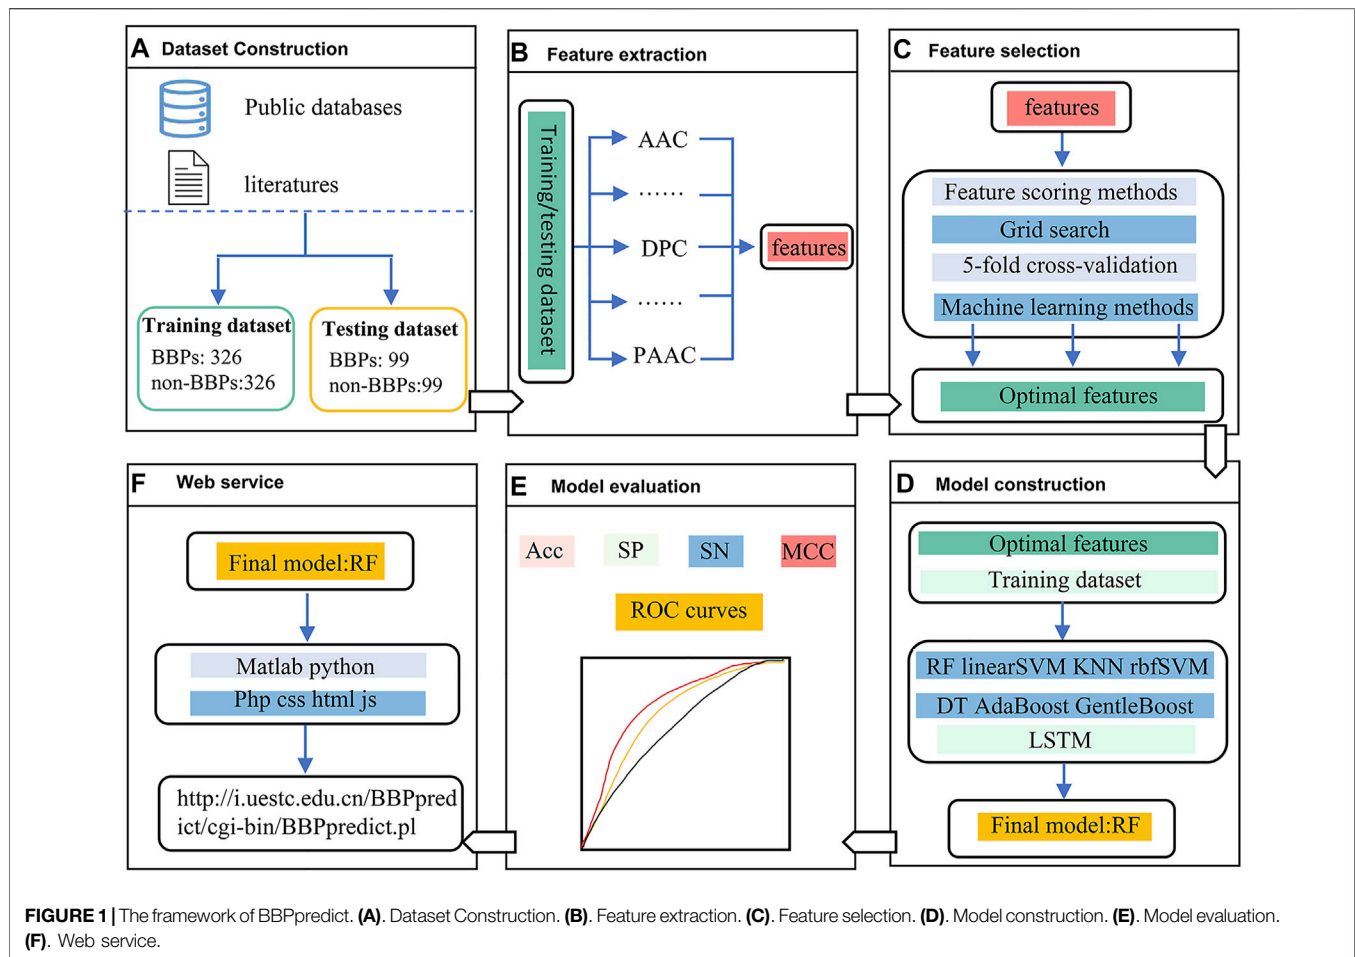 A Dataset Construction
Public databases
literatures
Training dataset
BBPs: 326
non-BBPs:326
Testing dataset
BBPs: 99
non-BBPs:99
B Feature extraction
Training/testing dataset
AAC
......
DPC
......
PAAC
features
C Feature selection
features
Feature scoring methods
Grid search
5-fold cross-validation
Machine learning methods
Optimal features
D Model construction
Optimal features
Training dataset
RF linearSVM KNN rbfSVM
DT AdaBoost GentleBoost
LSTM
Final model:RF
E Model evaluation
Acc SP SN MCC
ROC curves
F Web service
Final model:RF
Matlab python
Php css html js
http://i.uestc.edu.cn/BBPpred
ict/cgi-bin/BBPpredict.pl
FIGURE 1 | The framework of BBPpredict. (A). Dataset Construction. (B). Feature extraction. (C). Feature selection. (D). Model construction. (E). Model evaluation.
(F). Web service.